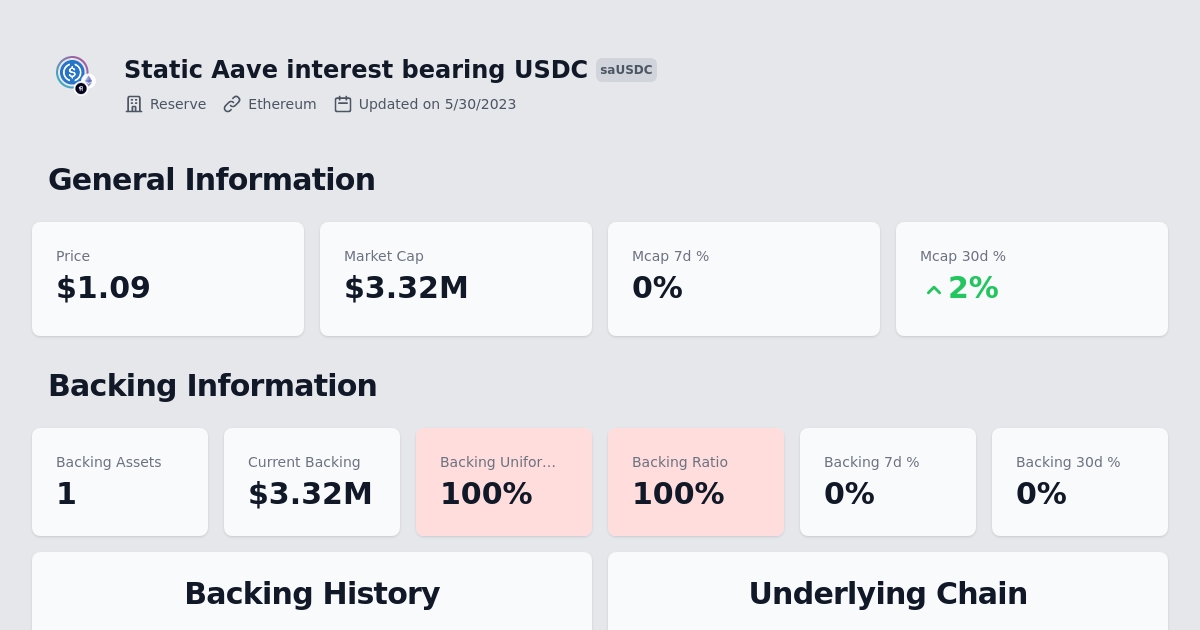 Static Aave interest bearing USDC saUSDC
Reserve Ethereum Updated on 5/30/2023
General Information
Price Market Cap Mcap 7d % Mcap 30d %
$1.09 $3.32M 0% 2%
Backing Information
Backing Assets Current Backing Backing Unifor… Backing Ratio Backing 7d % Backing 30d %
1 $3.32M 100% 100% 0% 0%
Backing History Underlying Chain